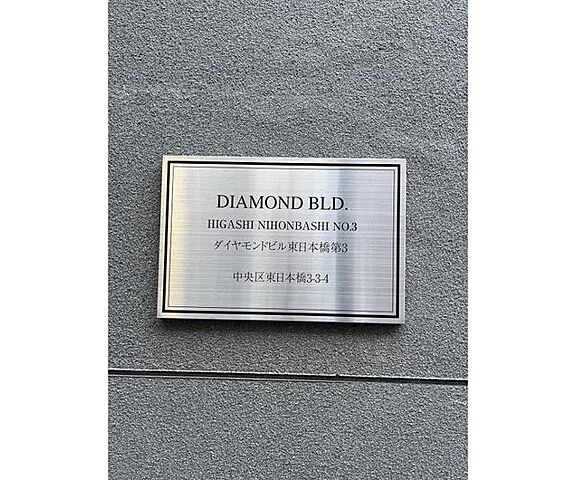 DIAMOND BLD.
HIGASHI NIHONBASHI NO.3
ダイヤモンドビル東日本橋第3
中央区東日本橋3-3-4